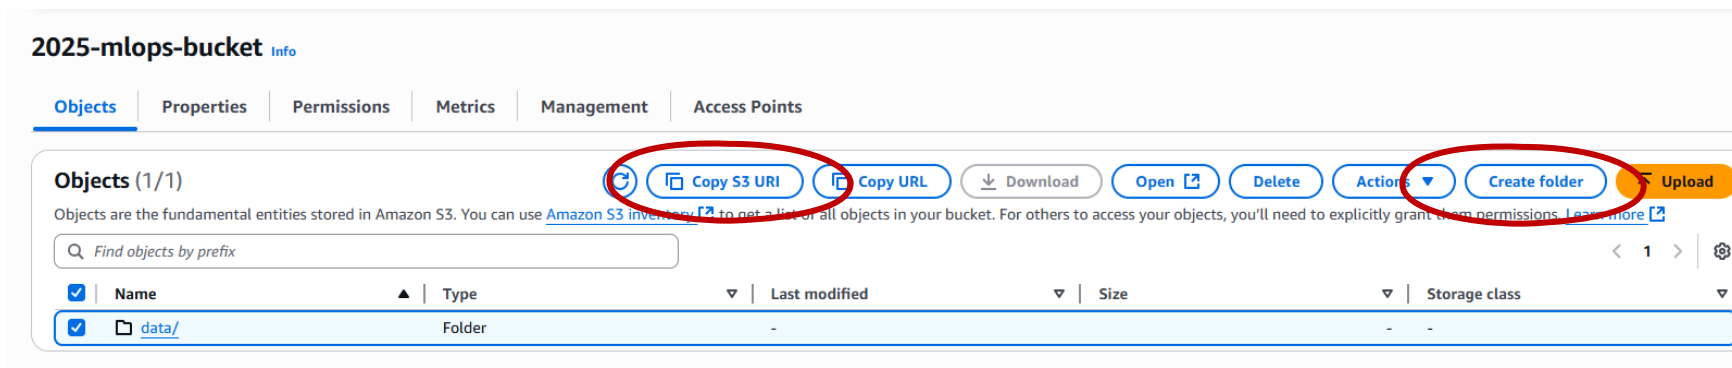 2025-mlops-bucket Info
Objects Properties Permissions Metrics Management Access Points
Objects (1/1) Copy S3 URI Copy URL Download Open Delete Actions Create folder Upload
Objects are the fundamental entities stored in Amazon S3. You can use Amazon S3 inventory to get a list of all objects in your bucket. For others to access your objects, you'll need to explicitly grant them permissions. Learn more
Find objects by prefix 1
Name Type Last modified Size Storage class
data/ Folder - - -